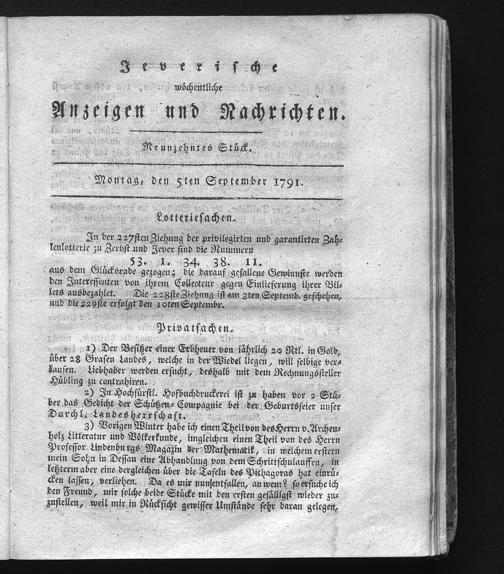 Jeverische
wöchentliche
Anzeigen und Nachrichten.
Neunzehntes Stück.
Montag, den 5ten September 1791.
Lotteriesachen.
In der 227sten Ziehung der privilegirten und garantirten Zah-
lenlotterie zu Zerbst und Jever sind die Nummern
53. 1. 34. 38. 11.
aus dem Glücksrade gezogen; die darauf gefallene Gewinnste werden
den Interessenten von ihrem Collecteur gegen Einlieferung ihrer Bil-
lets ausbezahlet. Die 228ste Ziehung ist am 3ten Septemb. geschehen,
und die 229ste erfolgt den 10ten Septembr.
Privatsachen.
1) Der Besitzer einer Erbheuer von jährlich 20 Rtl. in Gold,
über 28 Grasen Landes, welche in der Wiedel liegen, will selbige ver-
kaufen. Liebhaber werden ersucht, deshalb mit dem Rechnungssteller
Hübling zu contrahiren.
2) In Hochfürstl. Hofbuchdruckerei ist zu haben vor 2 Stü-
ber das Gedicht der Schützen-Compagnie bei der Geburtsfeier unser
Durchl. Landesherrschaft.
3) Vorigen Winter habe ich einen Theil von des Herrn v. Archen-
holz Litteratur und Völkerkunde, imgleichen einen Theil von des Herrn
Professor Lindenburgs Magazin der Mathematik, in welchem erstern
mein Sohn in Dessau eine Abhandlung von dem Schrittschulaufen, in
letzterm aber eine dergleichen über die Tafeln des Pithagoras hat einrü-
cken lassen, verliehen. Da es mir nun entfallen, an wem? so ersuche ich
den Freund, mir solche beide Stücke mit den ersten gefälligst wieder zu-
zustellen, weil mir in Rücksicht gewisser Umstände sehr daran gelegen,